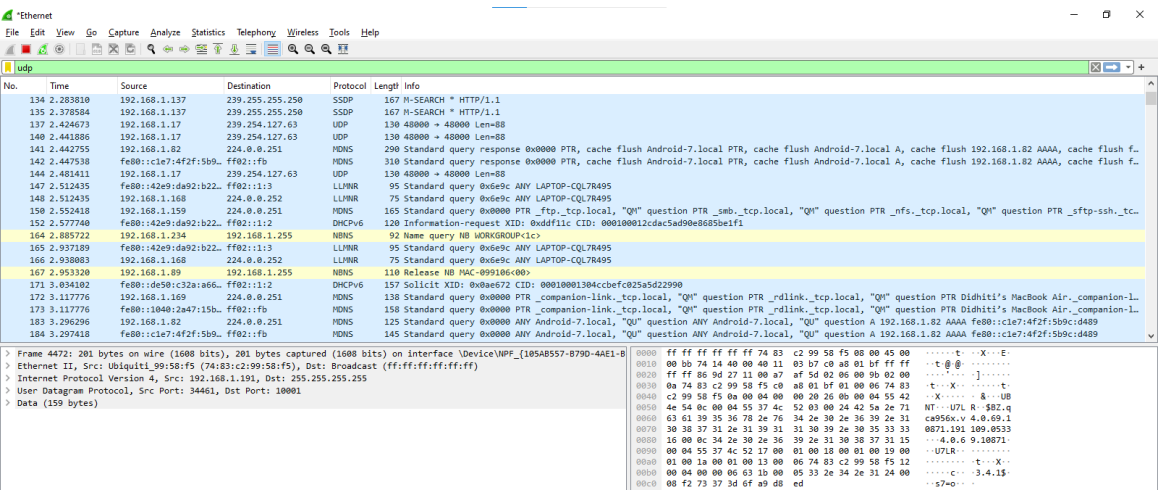 *Ethernet
File Edit View Go Capture Analyze Statistics Telephony Wireless Tools Help
udp
No. Time Source Destination Protocol Length Info
134 2.283810 192.168.1.137 239.255.255.250 SSDP 167 M-SEARCH * HTTP/1.1
135 2.378584 192.168.1.137 239.255.255.250 SSDP 167 M-SEARCH * HTTP/1.1
137 2.424673 192.168.1.17 239.254.127.63 UDP 130 48000 → 48000 Len=88
140 2.441886 192.168.1.17 239.254.127.63 UDP 130 48000 → 48000 Len=88
141 2.442755 192.168.1.82 224.0.0.251 MDNS 290 Standard query response 0x0000 PTR, cache flush Android-7.local PTR, cache flush Android-7.local A, cache flush 192.168.1.82 AAAA, cache flush f…
142 2.447538 fe80::c1e7:4f2f:5b9… ff02::fb MDNS 310 Standard query response 0x0000 PTR, cache flush Android-7.local PTR, cache flush Android-7.local A, cache flush 192.168.1.82 AAAA, cache flush f…
144 2.481411 192.168.1.17 239.254.127.63 UDP 130 48000 → 48000 Len=88
147 2.512435 fe80::42e9:da92:b22… ff02::1:3 LLMNR 95 Standard query 0x6e9c ANY LAPTOP-CQL7R495
148 2.512435 192.168.1.168 224.0.0.252 LLMNR 75 Standard query 0x6e9c ANY LAPTOP-CQL7R495
150 2.552418 192.168.1.159 224.0.0.251 MDNS 165 Standard query 0x0000 PTR _ftp._tcp.local, "QM" question PTR _smb._tcp.local, "QM" question PTR _nfs._tcp.local, "QM" question PTR _sftp-ssh._tc…
152 2.577740 fe80::42e9:da92:b22… ff02::1:2 DHCPv6 120 Information-request XID: 0xddf11c CID: 000100012cdac5ad90e8685be1f1
164 2.885722 192.168.1.234 192.168.1.255 NBNS 92 Name query NB WORKGROUP<1c>
165 2.937189 fe80::42e9:da92:b22… ff02::1:3 LLMNR 95 Standard query 0x6e9c ANY LAPTOP-CQL7R495
166 2.938083 192.168.1.168 224.0.0.252 LLMNR 75 Standard query 0x6e9c ANY LAPTOP-CQL7R495
167 2.953320 192.168.1.89 192.168.1.255 NBNS 110 Release NB MAC-099106<00>
171 3.034102 fe80::de50:c32a:a66… ff02::1:2 DHCPv6 157 Solicit XID: 0x0ae672 CID: 00010001304ccbefc025a5d22990
172 3.117776 192.168.1.169 224.0.0.251 MDNS 138 Standard query 0x0000 PTR _companion-link._tcp.local, "QM" question PTR _rdlink._tcp.local, "QM" question PTR Didhiti's MacBook Air._companion-l…
173 3.117776 fe80::1040:2a47:15b… ff02::fb MDNS 158 Standard query 0x0000 PTR _companion-link._tcp.local, "QM" question PTR _rdlink._tcp.local, "QM" question PTR Didhiti's MacBook Air._companion-l…
183 3.296296 192.168.1.82 224.0.0.251 MDNS 125 Standard query 0x0000 ANY Android-7.local, "QU" question ANY Android-7.local, "QU" question A 192.168.1.82 AAAA fe80::c1e7:4f2f:5b9c:d489
184 3.297418 fe80::c1e7:4f2f:5b9… ff02::fb MDNS 145 Standard query 0x0000 ANY Android-7.local, "QU" question ANY Android-7.local, "QU" question A 192.168.1.82 AAAA fe80::c1e7:4f2f:5b9c:d489
Frame 4472: 201 bytes on wire (1608 bits), 201 bytes captured (1608 bits) on interface \Device\NPF_{105AB557-B79D-4AE1-B
Ethernet II, Src: Ubiquiti_99:58:f5 (74:83:c2:99:58:f5), Dst: Broadcast (ff:ff:ff:ff:ff:ff)
Internet Protocol Version 4, Src: 192.168.1.191, Dst: 255.255.255.255
User Datagram Protocol, Src Port: 34461, Dst Port: 10001
Data (159 bytes)
0000 ff ff ff ff ff ff 74 83 c2 99 58 f5 08 00 45 00 ······t· ··X···E·
0010 00 bb 74 14 40 00 40 11 03 b7 c0 a8 01 bf ff ff ··t·@·@· ········
0020 ff ff 86 9d 27 11 00 a7 af 5d 02 06 00 9b 02 00 ····'··· ·]······
0030 0a 74 83 c2 99 58 f5 c0 a8 01 bf 01 00 06 74 83 ·t···X·· ······t·
0040 c2 99 58 f5 0a 00 04 00 00 20 26 0b 00 04 55 42 ··X····· · &···UB
0050 4e 54 0c 00 04 55 37 4c 52 03 00 24 42 5a 2e 71 NT···U7L R··$BZ.q
0060 63 61 39 35 36 78 2e 76 34 2e 30 2e 36 39 2e 31 ca956x.v 4.0.69.1
0070 30 38 37 31 2e 31 39 31 31 30 39 2e 30 35 33 33 0871.191 109.0533
0080 16 00 0c 34 2e 30 2e 36 39 2e 31 30 38 37 31 15 ···4.0.6 9.10871·
0090 00 04 55 37 4c 52 17 00 01 00 18 00 01 00 19 00 ··U7LR·· ········
00a0 01 00 1a 00 01 00 13 00 06 74 83 c2 99 58 f5 12 ········ ·t···X··
00b0 00 04 00 00 06 63 1b 00 05 33 2e 34 2e 31 24 00 ·····c·· ·3.4.1$·
00c0 08 f2 73 37 3d 6f a9 d8 ed ··s7=o·· ·